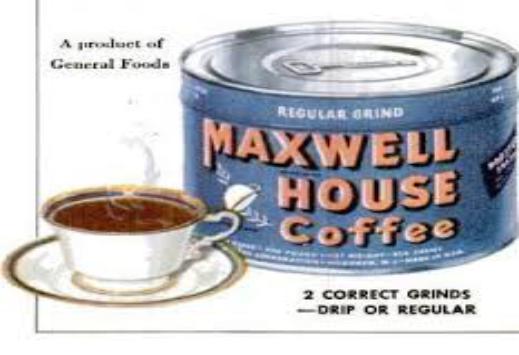 A product of
General Foods
REGULAR GRIND
MAXWELL
HOUSE
Coffee
2 CORRECT GRINDS
—DRIP OR REGULAR